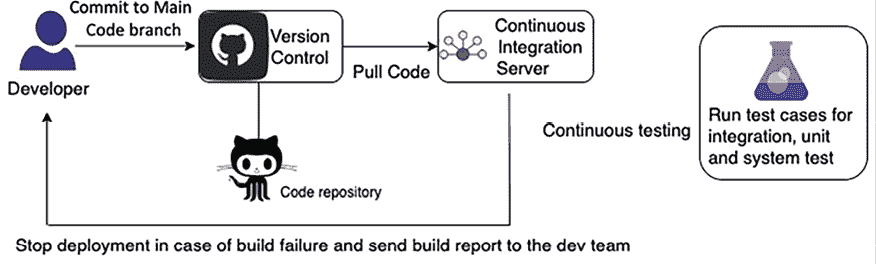 Commit to Main
Code branch
Developer
Version
Control
Pull Code
Continuous
Integration
Server
Code repository
Continuous testing
Run test cases for
integration, unit
and system test
Stop deployment in case of build failure and send build report to the dev team